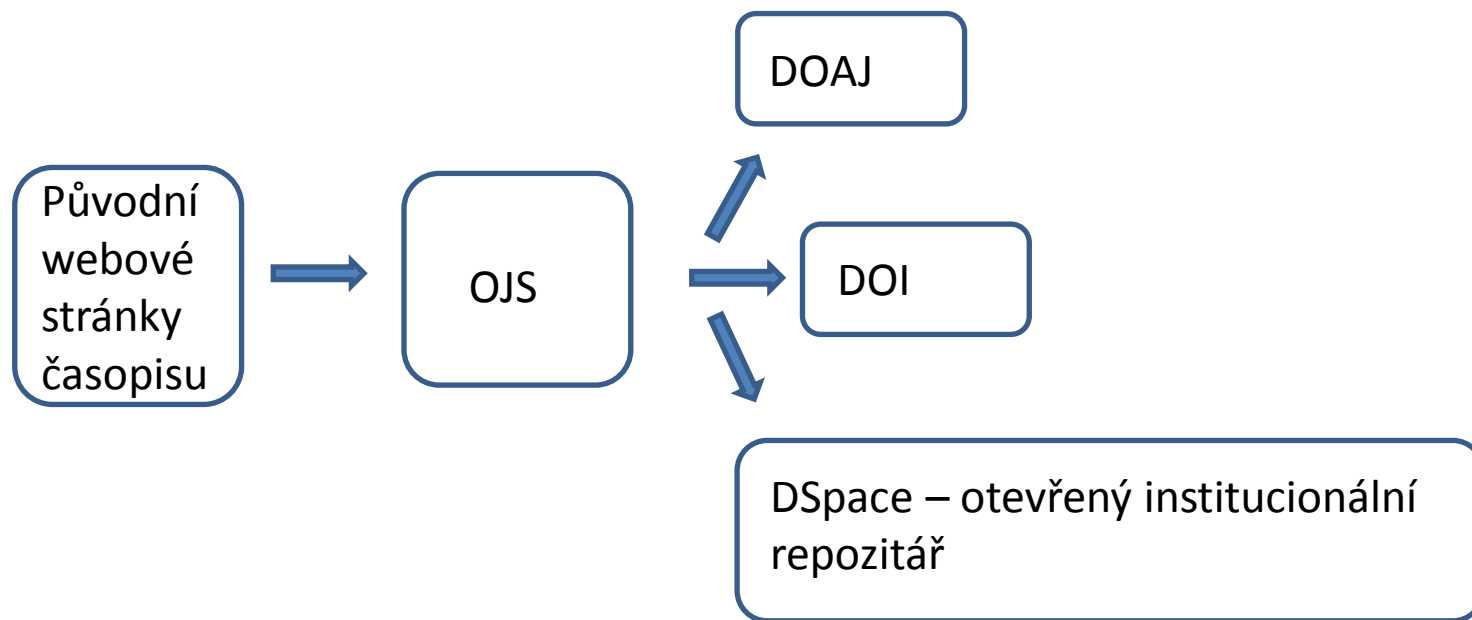 Původní
webové
stránky
časopisu
OJS
DOAJ
DOI
DSpace – otevřený institucionální
repozitář